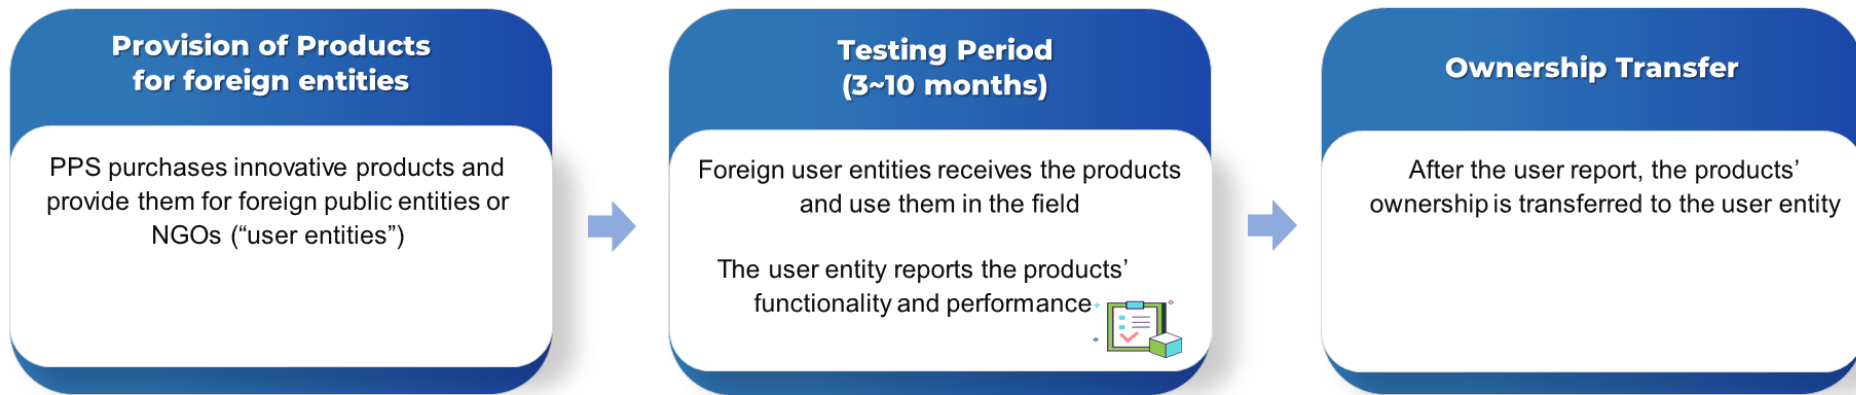 Provision of Products
for foreign entities
PPS purchases innovative products and
provide them for foreign public entities or
NGOs (“user entities”)
Testing Period
(3~10 months)
Foreign user entities receives the products
and use them in the field
The user entity reports the products’
functionality and performance
Ownership Transfer
After the user report, the products’
ownership is transferred to the user entity